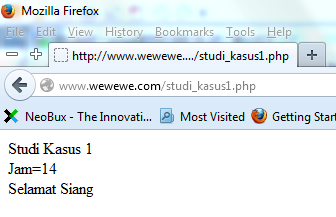 Mozilla Firefox
File Edit View History Bookmarks Tools Help
http://www.wewewe..../studi_kasus1.php
www.wewewe.com/studi_kasus1.php
NeoBux - The Innovati... Most Visited Getting Start
Studi Kasus 1
Jam=14
Selamat Siang